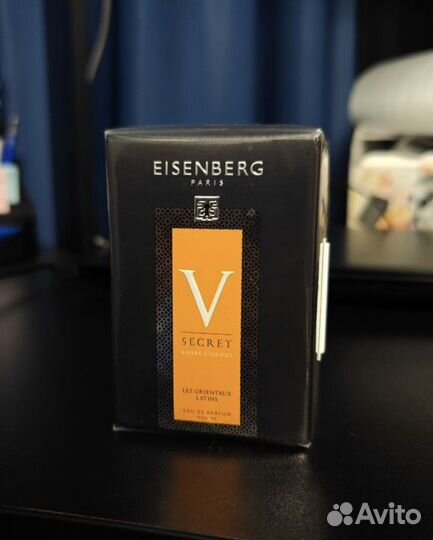 EISENBERG
PARIS
V
SECRET
AMBRE D'ORIENT
LES ORIENTAUX
LATINS
EAU DE PARFUM
Avito